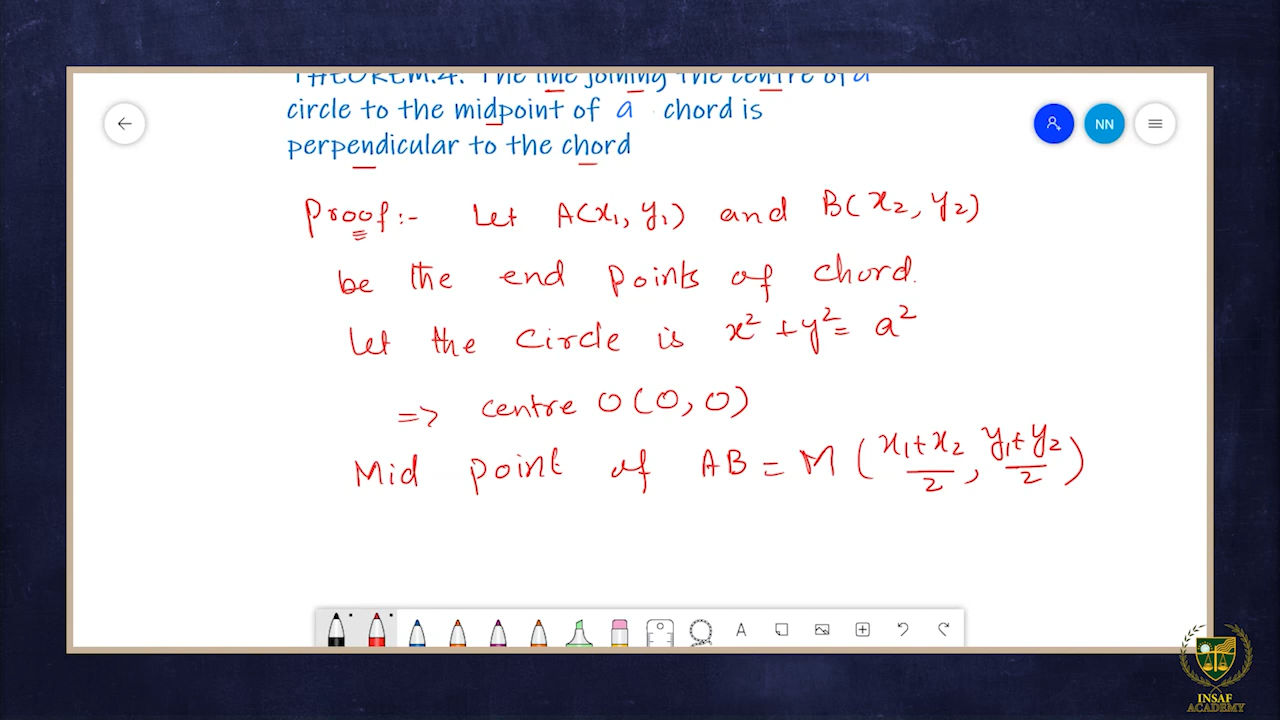 THEOREM.4: The line joining the centre of a
circle to the midpoint of a chord is
perpendicular to the chord
NN
Proof:- Let A(x₁, y₁) and B(x₂, y₂)
be the end points of chord.
Let the circle is x² + y² = a²
=> centre O(0,0)
Mid point of AB = M (x₁+x₂/2, y₁+y₂/2)
A
INSAF
ACADEMY